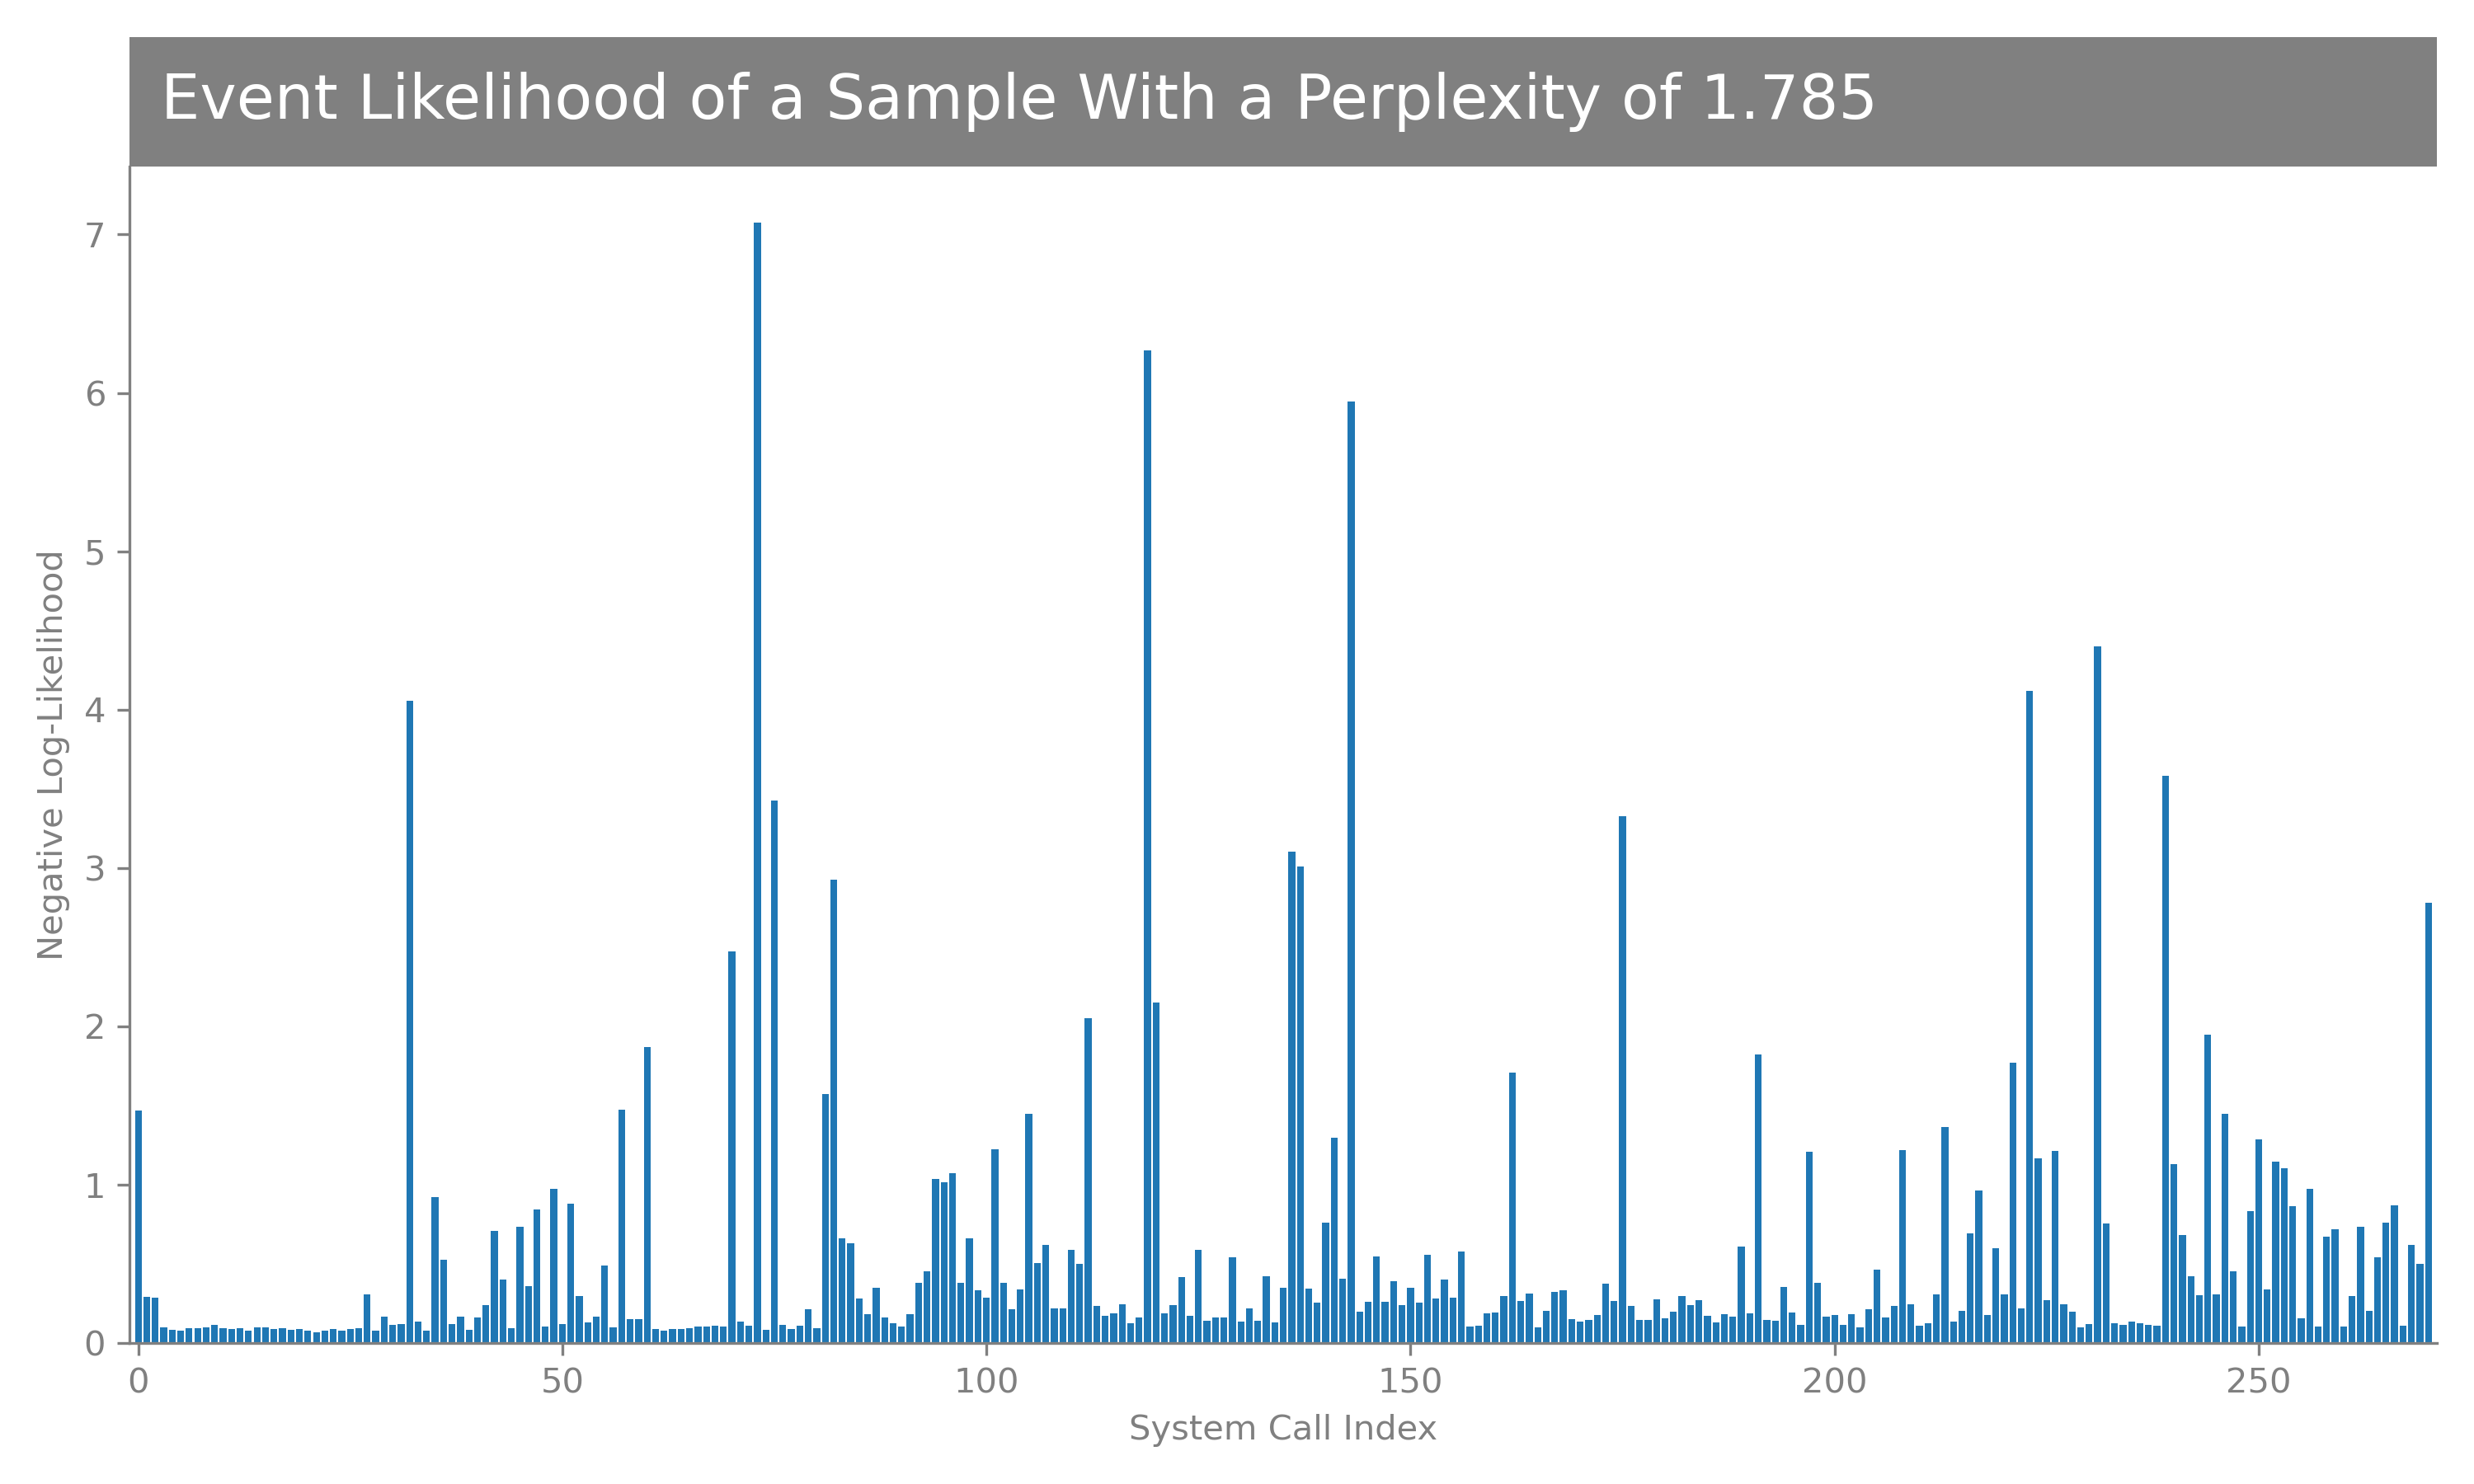 Event Likelihood of a Sample With a Perplexity of 1.785
Negative Log-Likelihood
7
6
5
4
3
2
1
0
0 50 100 150 200 250
System Call Index